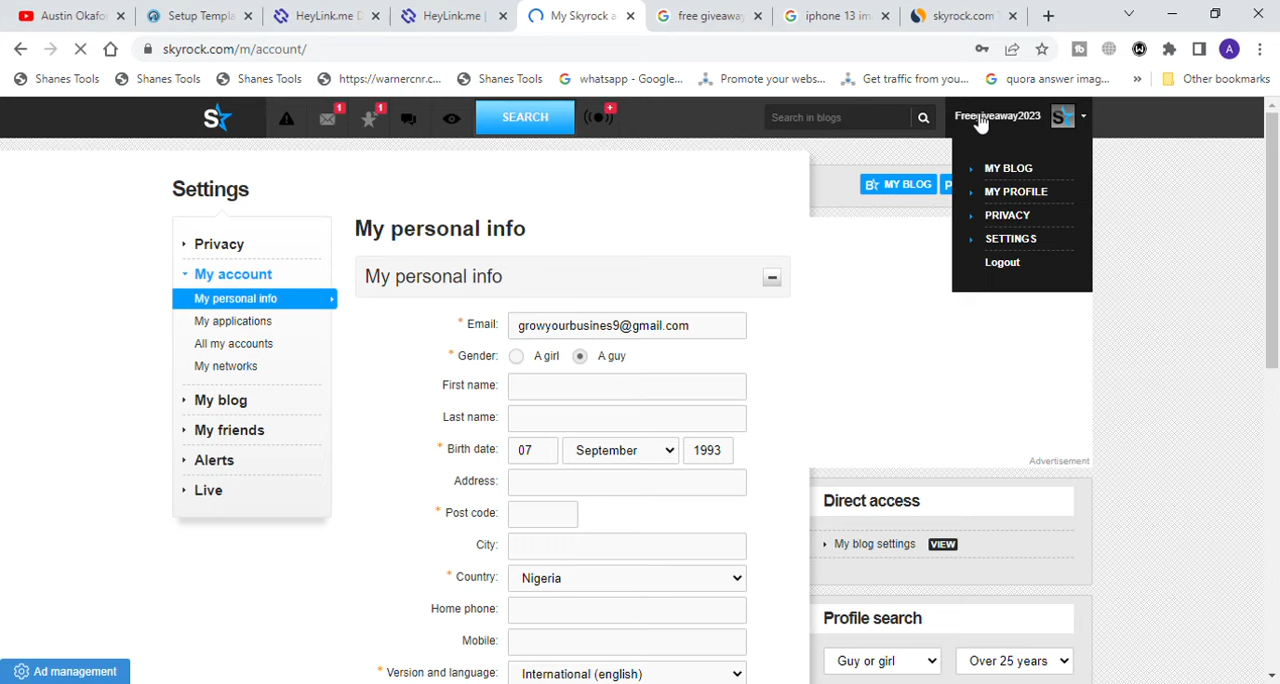 Austin Okafo
Setup Templa
HeyLink.me D
HeyLink.me |
My Skyrock a
free giveaway
iphone 13 im
skyrock.com
skyrock.com/m/account/
A
Shanes Tools
Shanes Tools
Shanes Tools
https://warnercnr.c...
Shanes Tools
whatsapp - Google...
Promote your webs...
Get traffic from you...
quora answer imag...
»
Other bookmarks
S
1
1
SEARCH
+
Search in blogs
Freegiveaway2023
S
MY BLOG
MY PROFILE
PRIVACY
SETTINGS
Logout
MY BLOG
P
Settings
Privacy
My account
My personal info
My applications
All my accounts
My networks
My blog
My friends
Alerts
Live
My personal info
My personal info
* Email: growyourbusines9@gmail.com
* Gender: A girl A guy
First name:
Last name:
* Birth date: 07 September 1993
Address:
* Post code:
City:
* Country: Nigeria
Home phone:
Mobile:
* Version and language: International (english)
Advertisement
Direct access
My blog settings VIEW
Profile search
Guy or girl
Over 25 years
Ad management